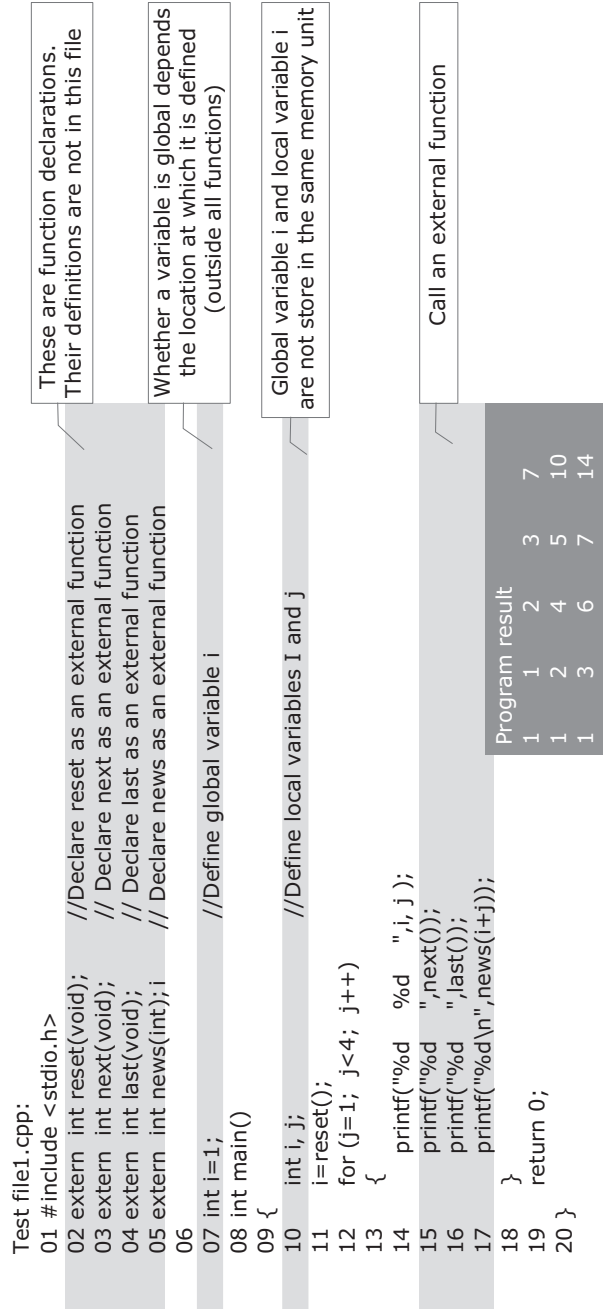 Test file1.cpp:
01 #include <stdio.h>
02 extern int reset(void); //Declare reset as an external function
03 extern int next(void); // Declare next as an external function
04 extern int last(void); // Declare last as an external function
05 extern int news(int); i // Declare news as an external function
06
07 int i=1; //Define global variable i
08 int main()
09 {
10 int i, j; //Define local variables I and j
11 i=reset();
12 for (j=1; j<4; j++)
13 {
14 printf("%d %d ",i, j );
15 printf("%d ",next());
16 printf("%d ",last());
17 printf("%d\n",news(i+j));
18 }
19 return 0;
20 }
These are function declarations.
Their definitions are not in this file
Whether a variable is global depends
the location at which it is defined
(outside all functions)
Global variable i and local variable i
are not store in the same memory unit
Call an external function
Program result
1 1 2 3 7
1 2 4 5 10
1 3 6 7 14